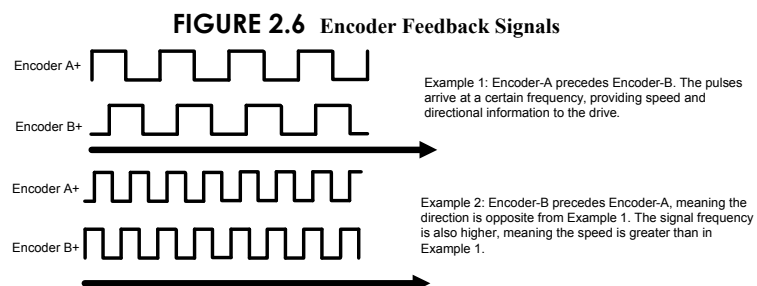 FIGURE 2.6 Encoder Feedback Signals
Encoder A+
Example 1: Encoder-A precedes Encoder-B. The pulses
arrive at a certain frequency, providing speed and
directional information to the drive.
Encoder B+
Encoder A+
Example 2: Encoder-B precedes Encoder-A, meaning the
direction is opposite from Example 1. The signal frequency
is also higher, meaning the speed is greater than in
Example 1.
Encoder B+